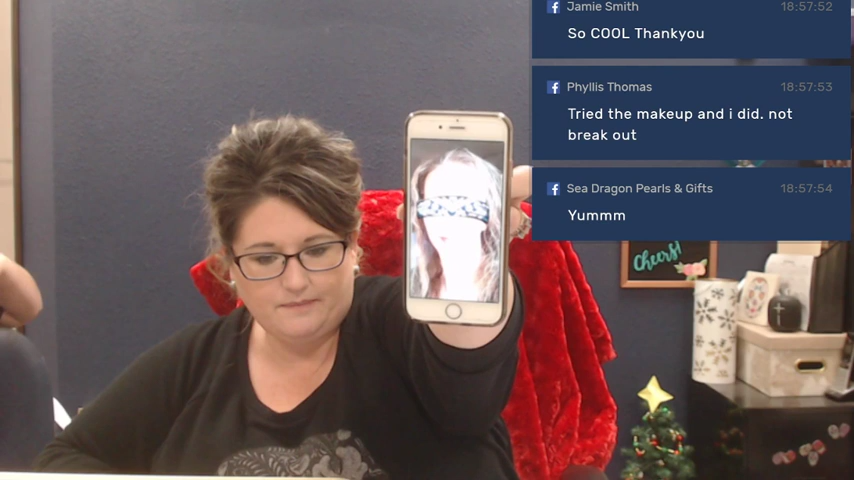 Jamie Smith 18:57:52
So COOL Thankyou
Phyllis Thomas 18:57:53
Tried the makeup and i did. not
break out
Sea Dragon Pearls & Gifts 18:57:54
Yummm
Cheers!